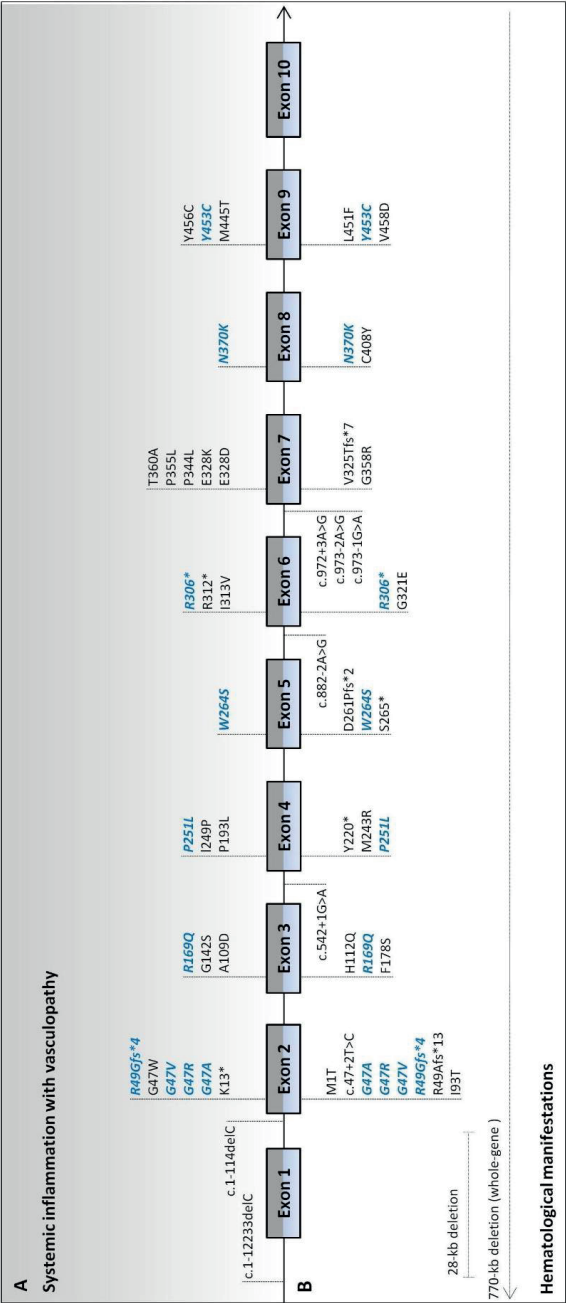 A
Systemic inflammation with vasculopathy
c.1-12233delC
c.1-114delC
R49Gfs*4
G47W
G47V
G47R
G47A
K13*
R169Q
G142S
A109D
P251L
I249P
P193L
W264S
R306*
R312*
I313V
T360A
P355L
P344L
E328K
E328D
N370K
Y456C
Y453C
M445T
Exon 1
Exon 2
Exon 3
Exon 4
Exon 5
Exon 6
Exon 7
Exon 8
Exon 9
Exon 10
B
M1T
c.47+2T>C
G47A
G47R
G47V
R49Gfs*4
R49Afs*13
I93T
c.542+1G>A
H112Q
R169Q
F178S
Y220*
M243R
P251L
c.882-2A>G
D261Pfs*2
W264S
S265*
c.972+3A>G
c.973-2A>G
c.973-1G>A
R306*
G321E
V325Tfs*7
G358R
N370K
C408Y
L451F
Y453C
V458D
28-kb deletion
770-kb deletion (whole-gene )
Hematological manifestations